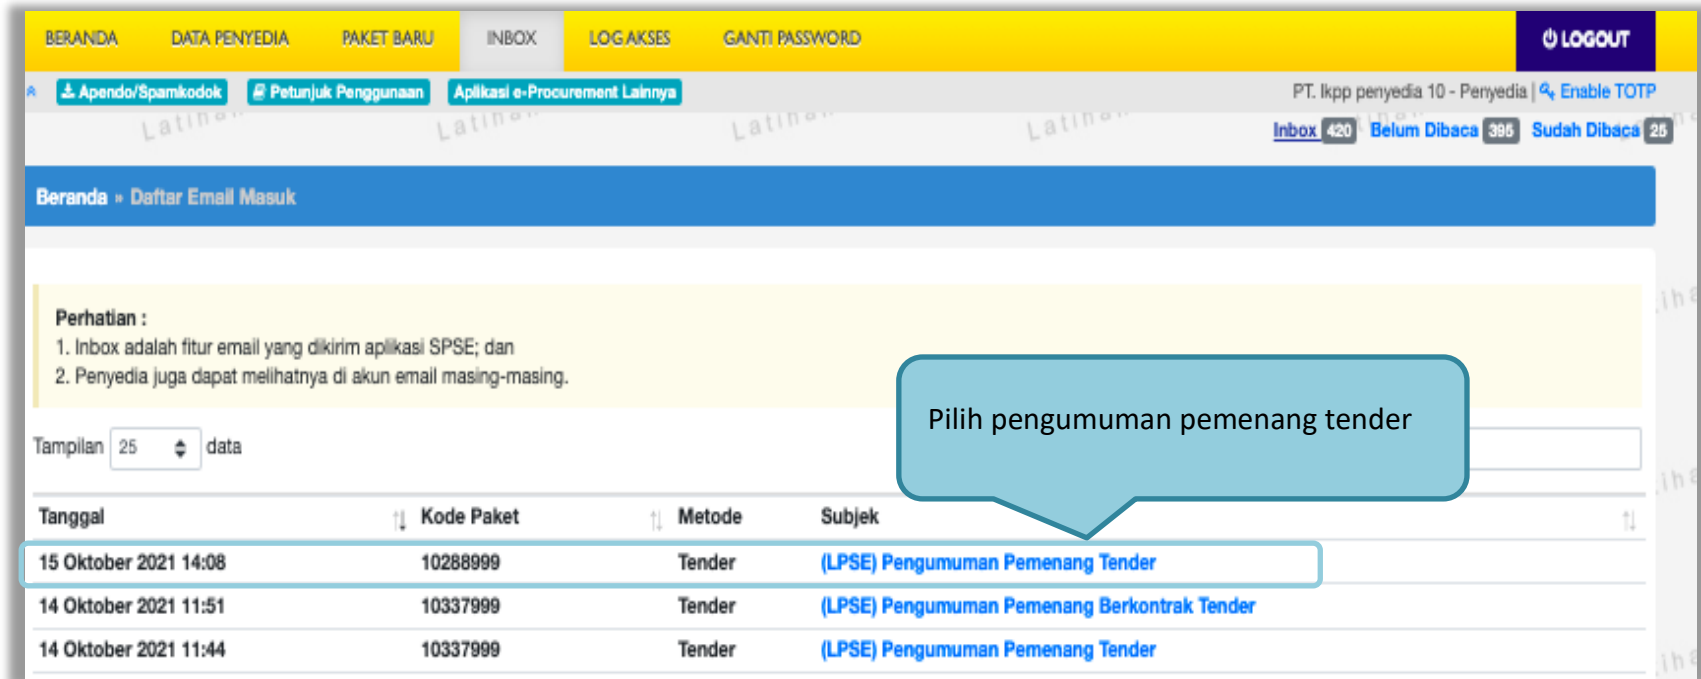 BERANDA DATA PENYEDIA PAKET BARU INBOX LOG AKSES GANTI PASSWORD LOGOUT
Apendo/Spamkodok Petunjuk Penggunaan Aplikasi e-Procurement Lainnya PT. lkpp penyedia 10 - Penyedia | Enable TOTP
Latihan Latihan Latihan Latihan
Inbox 420 Belum Dibaca 395 Sudah Dibaca 25
Beranda » Daftar Email Masuk
Perhatian :
1. Inbox adalah fitur email yang dikirim aplikasi SPSE; dan
2. Penyedia juga dapat melihatnya di akun email masing-masing.
Pilih pengumuman pemenang tender
Tampilan 25 data
Tanggal Kode Paket Metode Subjek
15 Oktober 2021 14:08 10288999 Tender (LPSE) Pengumuman Pemenang Tender
14 Oktober 2021 11:51 10337999 Tender (LPSE) Pengumuman Pemenang Berkontrak Tender
14 Oktober 2021 11:44 10337999 Tender (LPSE) Pengumuman Pemenang Tender